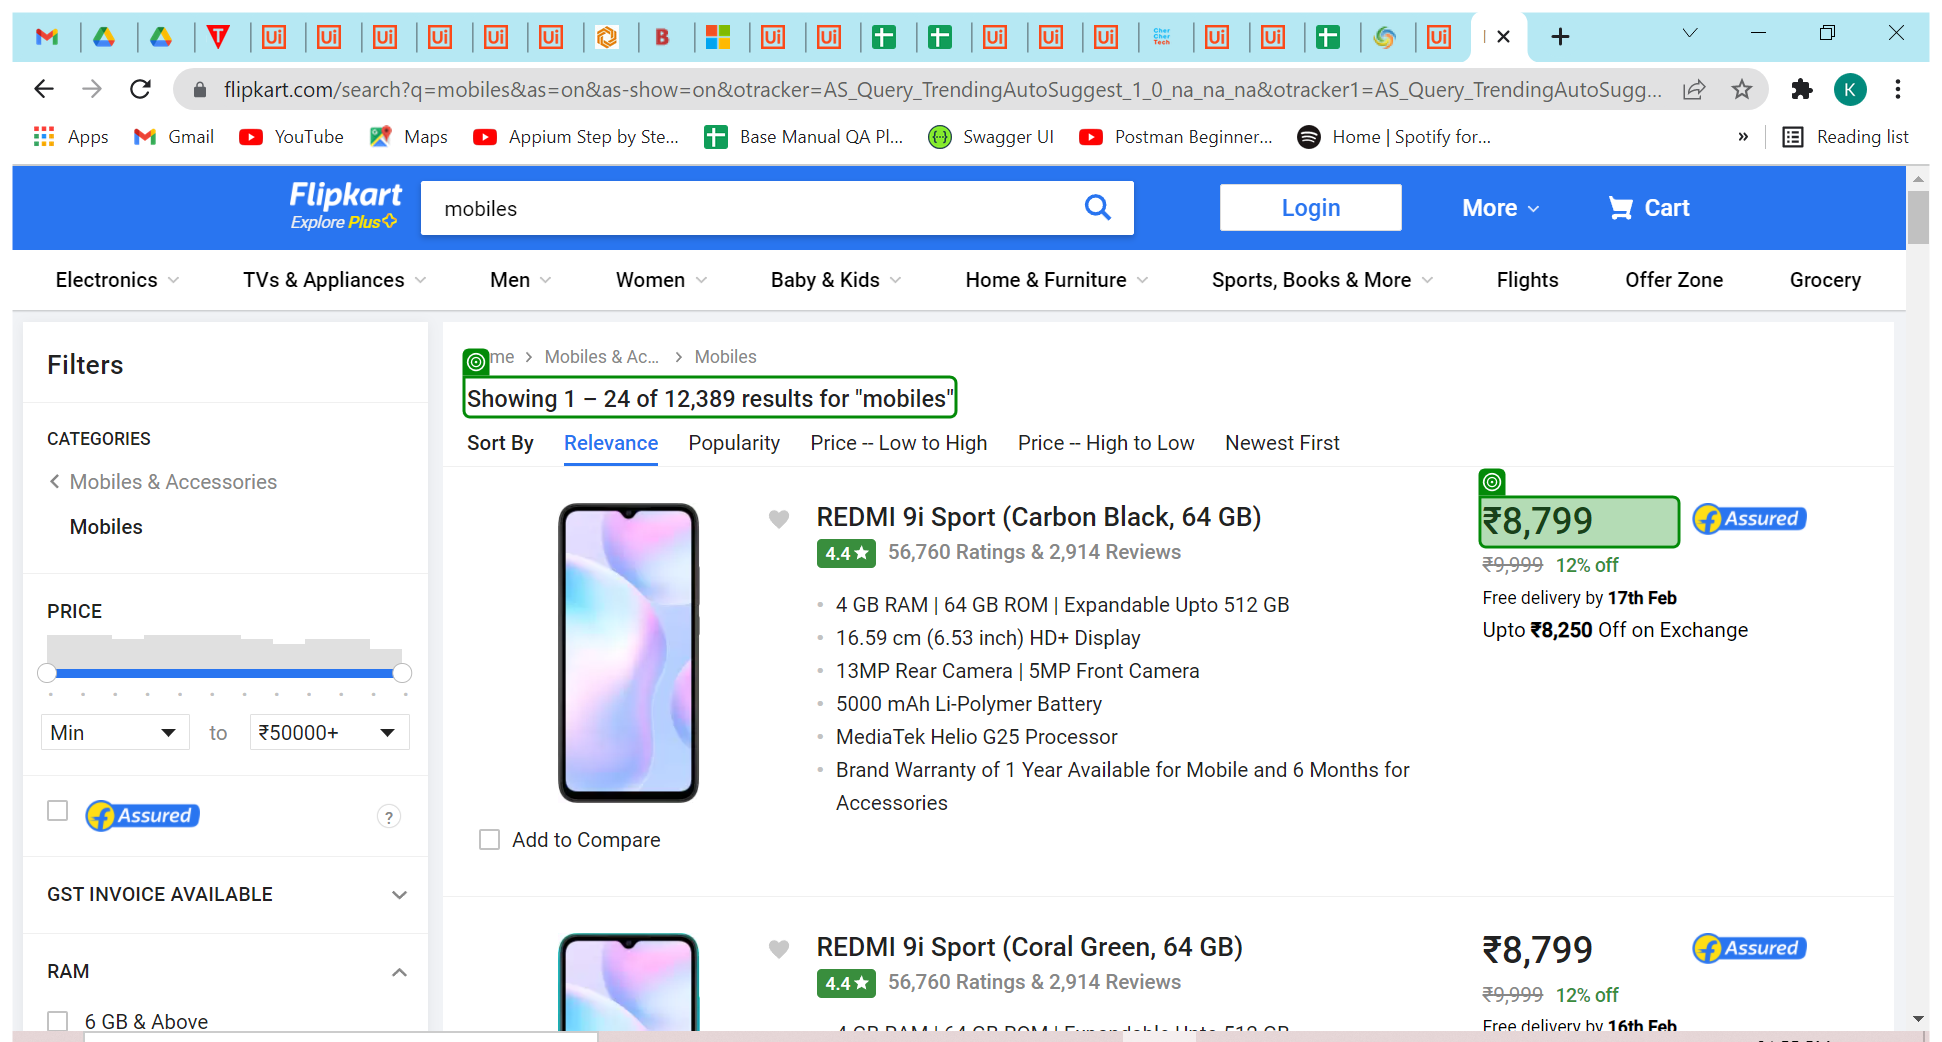 flipkart.com/search?q=mobiles&as=on&as-show=on&otracker=AS_Query_TrendingAutoSuggest_1_0_na_na_na&otracker1=AS_Query_TrendingAutoSugg...
K
Apps Gmail YouTube Maps Appium Step by Ste... Base Manual QA Pl... Swagger UI Postman Beginner... Home | Spotify for... » Reading list
Flipkart
Explore Plus
mobiles
Login
More
Cart
Electronics TVs & Appliances Men Women Baby & Kids Home & Furniture Sports, Books & More Flights Offer Zone Grocery
Filters
CATEGORIES
Mobiles & Accessories
Mobiles
PRICE
Min to ₹50000+
Assured ?
GST INVOICE AVAILABLE
RAM
6 GB & Above
me > Mobiles & Ac... > Mobiles
Showing 1 – 24 of 12,389 results for "mobiles"
Sort By Relevance Popularity Price -- Low to High Price -- High to Low Newest First
REDMI 9i Sport (Carbon Black, 64 GB)
4.4 ★ 56,760 Ratings & 2,914 Reviews
• 4 GB RAM | 64 GB ROM | Expandable Upto 512 GB
• 16.59 cm (6.53 inch) HD+ Display
• 13MP Rear Camera | 5MP Front Camera
• 5000 mAh Li-Polymer Battery
• MediaTek Helio G25 Processor
• Brand Warranty of 1 Year Available for Mobile and 6 Months for
Accessories
Add to Compare
₹8,799 Assured
₹9,999 12% off
Free delivery by 17th Feb
Upto ₹8,250 Off on Exchange
REDMI 9i Sport (Coral Green, 64 GB)
4.4 ★ 56,760 Ratings & 2,914 Reviews
4 GB RAM | 64 GB ROM | Expandable Upto 512 GB
₹8,799 Assured
₹9,999 12% off
Free delivery by 16th Feb